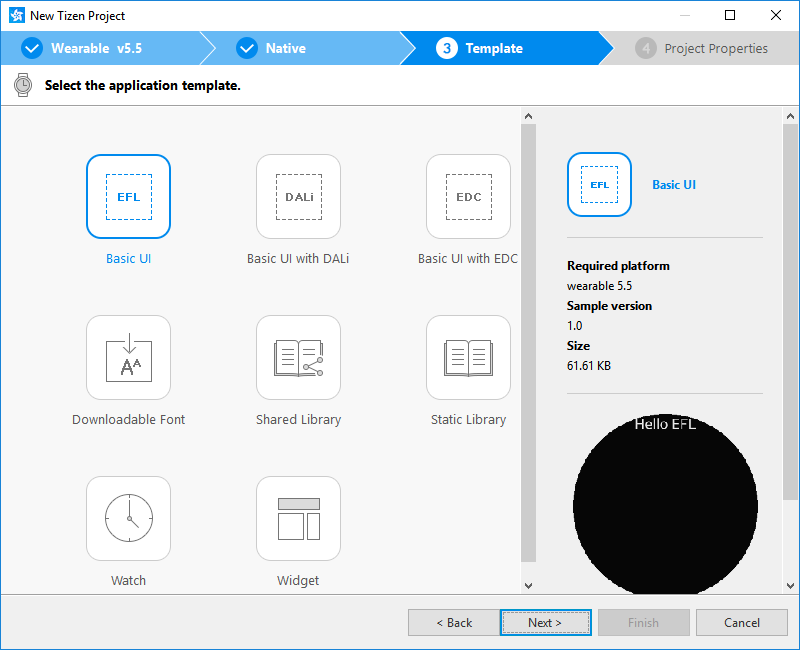 New Tizen Project
Wearable v5.5
Native
3 Template
4 Project Properties
Select the application template.
EFL
DALi
EDC
Basic UI
Basic UI with DALi
Basic UI with EDC
AA
Downloadable Font
Shared Library
Static Library
Watch
Widget
EFL
Basic UI
Required platform
wearable 5.5
Sample version
1.0
Size
61.61 KB
Hello EFL
< Back
Next >
Finish
Cancel